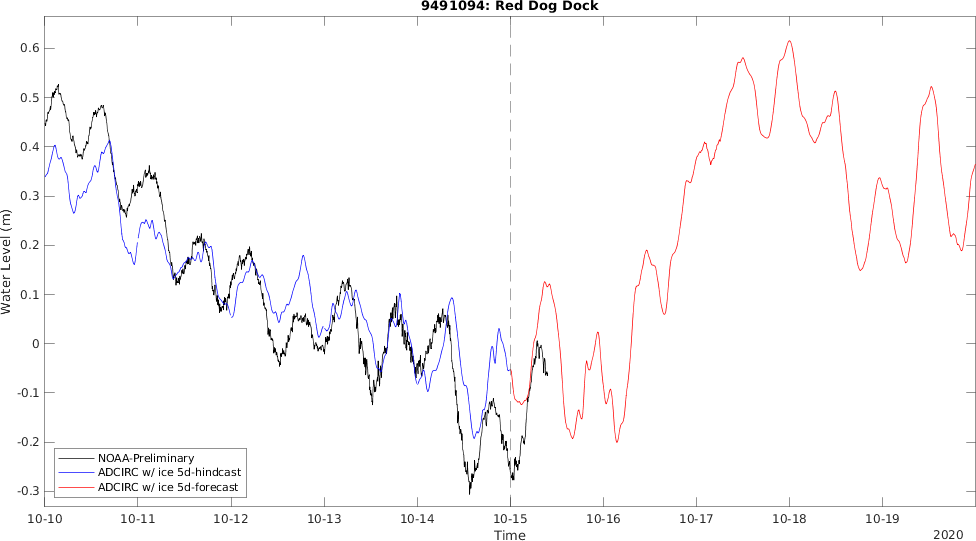 9491094: Red Dog Dock
Water Level (m)
0.6
0.5
0.4
0.3
0.2
0.1
0
-0.1
-0.2
-0.3
NOAA-Preliminary
ADCIRC w/ ice 5d-hindcast
ADCIRC w/ ice 5d-forecast
10-10 10-11 10-12 10-13 10-14 10-15 10-16 10-17 10-18 10-19
Time
2020